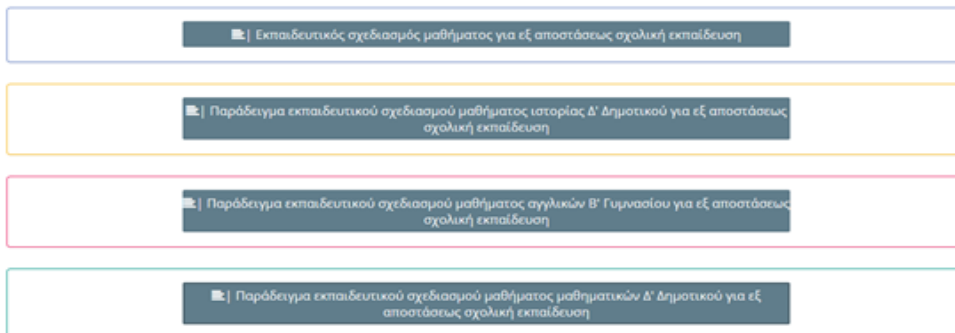 | Εκπαιδευτικός σχεδιασμός μαθήματος για εξ αποστάσεως σχολική εκπαίδευση
| Παράδειγμα εκπαιδευτικού σχεδιασμού μαθήματος ιστορίας Δ' Δημοτικού για εξ αποστάσεως
σχολική εκπαίδευση
| Παράδειγμα εκπαιδευτικού σχεδιασμού μαθήματος αγγλικών Β' Γυμνασίου για εξ αποστάσεως
σχολική εκπαίδευση
| Παράδειγμα εκπαιδευτικού σχεδιασμού μαθήματος μαθηματικών Δ' Δημοτικού για εξ
αποστάσεως σχολική εκπαίδευση